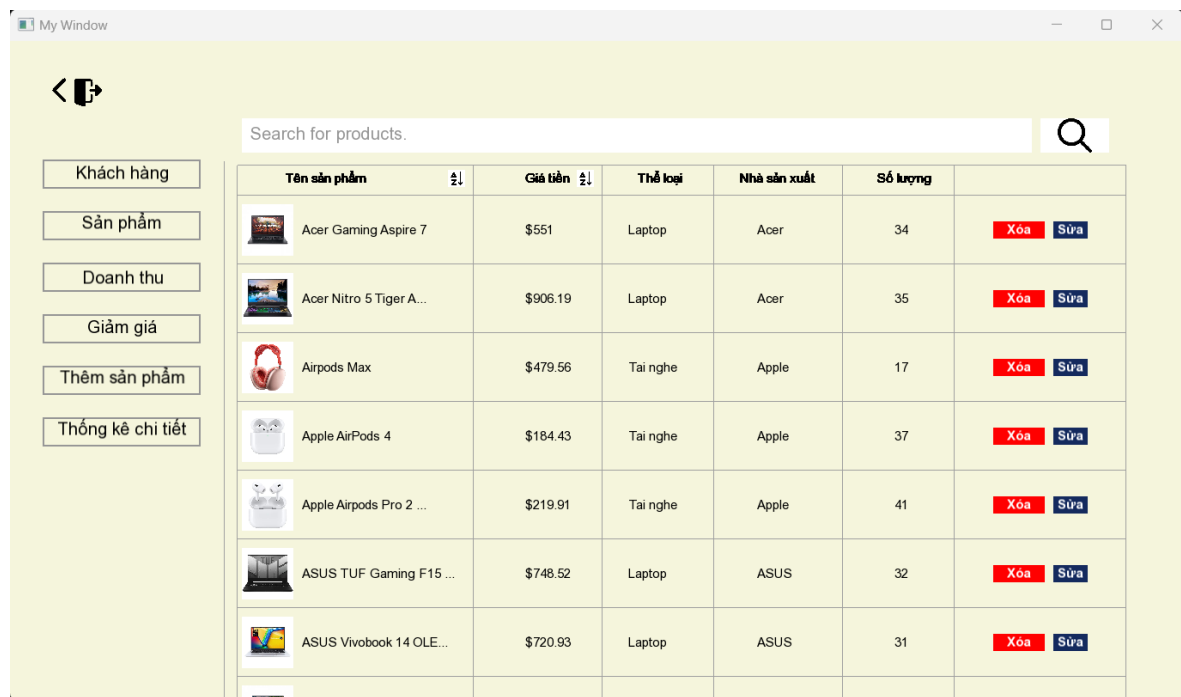 My Window
Search for products.
Khách hàng
Sản phẩm
Doanh thu
Giảm giá
Thêm sản phẩm
Thống kê chi tiết
Tên sản phẩm Giá tiền Thể loại Nhà sản xuất Số lượng
Acer Gaming Aspire 7 $551 Laptop Acer 34 Xóa Sửa
Acer Nitro 5 Tiger A... $906.19 Laptop Acer 35 Xóa Sửa
Airpods Max $479.56 Tai nghe Apple 17 Xóa Sửa
Apple AirPods 4 $184.43 Tai nghe Apple 37 Xóa Sửa
Apple Airpods Pro 2 ... $219.91 Tai nghe Apple 41 Xóa Sửa
ASUS TUF Gaming F15 ... $748.52 Laptop ASUS 32 Xóa Sửa
ASUS Vivobook 14 OLE... $720.93 Laptop ASUS 31 Xóa Sửa